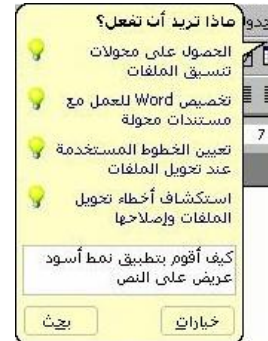 ماذا تريد أن تفعل؟
الحصول على محولات
تنسيق الملفات
تخصيص Word للعمل مع
مستندات محولة
تعيين الخطوط المستخدمة
عند تحويل الملفات
استكشاف أخطاء تحويل
الملفات وإصلاحها
كيف أقوم بتطبيق نمط أسود
عريض على النص
خيارات
بحث
7